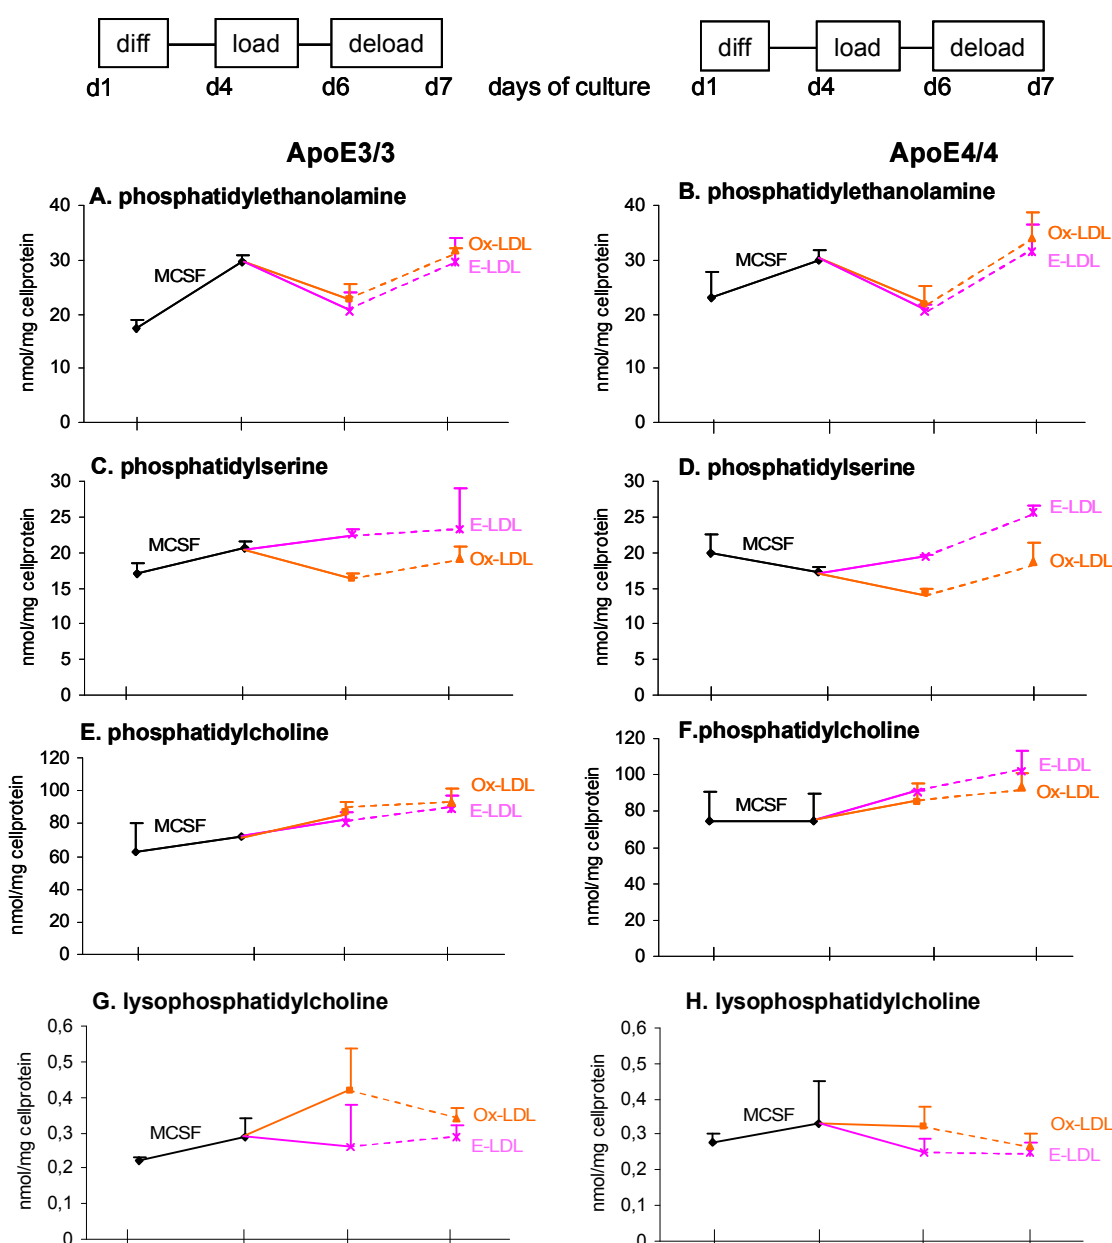 diff load deload diff load deload
d1 d4 d6 d7 days of culture d1 d4 d6 d7
ApoE3/3 ApoE4/4
A. phosphatidylethanolamine
nmol/mg cellprotein
40
30
20
10
0
MCSF
Ox-LDL
E-LDL
B. phosphatidylethanolamine
nmol/mg cellprotein
40
30
20
10
0
MCSF
Ox-LDL
E-LDL
C. phosphatidylserine
nmol/mg cellprotein
30
25
20
15
10
5
0
MCSF
E-LDL
Ox-LDL
D. phosphatidylserine
nmol/mg cellprotein
30
25
20
15
10
5
0
MCSF
E-LDL
Ox-LDL
E. phosphatidylcholine
nmol/mg cellprotein
120
100
80
60
40
20
0
MCSF
Ox-LDL
E-LDL
F.phosphatidylcholine
nmol/mg cellprotein
120
100
80
60
40
20
0
MCSF
E-LDL
Ox-LDL
G. lysophosphatidylcholine
nmol/mg cellprotein
0,6
0,5
0,4
0,3
0,2
0,1
0
MCSF
Ox-LDL
E-LDL
H. lysophosphatidylcholine
nmol/mg cellprotein
0,6
0,5
0,4
0,3
0,2
0,1
0
MCSF
Ox-LDL
E-LDL